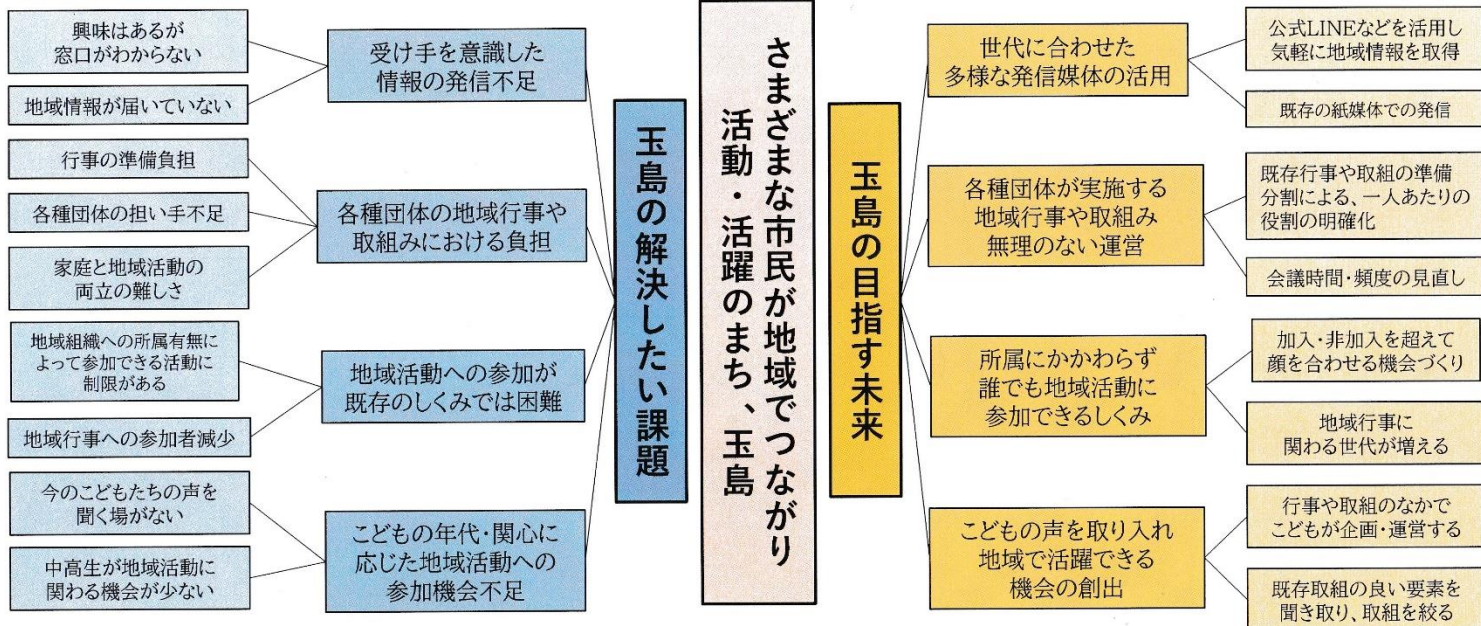 興味はあるが
窓口がわからない
地域情報が届いていない
受け手を意識した
情報の発信不足
行事の準備負担
各種団体の担い手不足
家庭と地域活動の
両立の難しさ
各種団体の地域行事や
取組みにおける負担
地域組織への所属有無に
よって参加できる活動に
制限がある
地域行事への参加者減少
地域活動への参加が
既存のしくみでは困難
今のこどもたちの声を
聞く場がない
中高生が地域活動に
関わる機会が少ない
こどもの年代・関心に
応じた地域活動への
参加機会不足
玉島の解決したい課題
さまざまな市民が地域でつながり
活動・活躍のまち、玉島
玉島の目指す未来
世代に合わせた
多様な発信媒体の活用
公式LINEなどを活用し
気軽に地域情報を取得
既存の紙媒体での発信
各種団体が実施する
地域行事や取組み
無理のない運営
既存行事や取組の準備
分割による、一人あたりの
役割の明確化
会議時間・頻度の見直し
所属にかかわらず
誰でも地域活動に
参加できるしくみ
加入・非加入を超えて
顔を合わせる機会づくり
地域行事に
関わる世代が増える
こどもの声を取り入れ
地域で活躍できる
機会の創出
行事や取組のなかで
こどもが企画・運営する
既存取組の良い要素を
聞き取り、取組を絞る